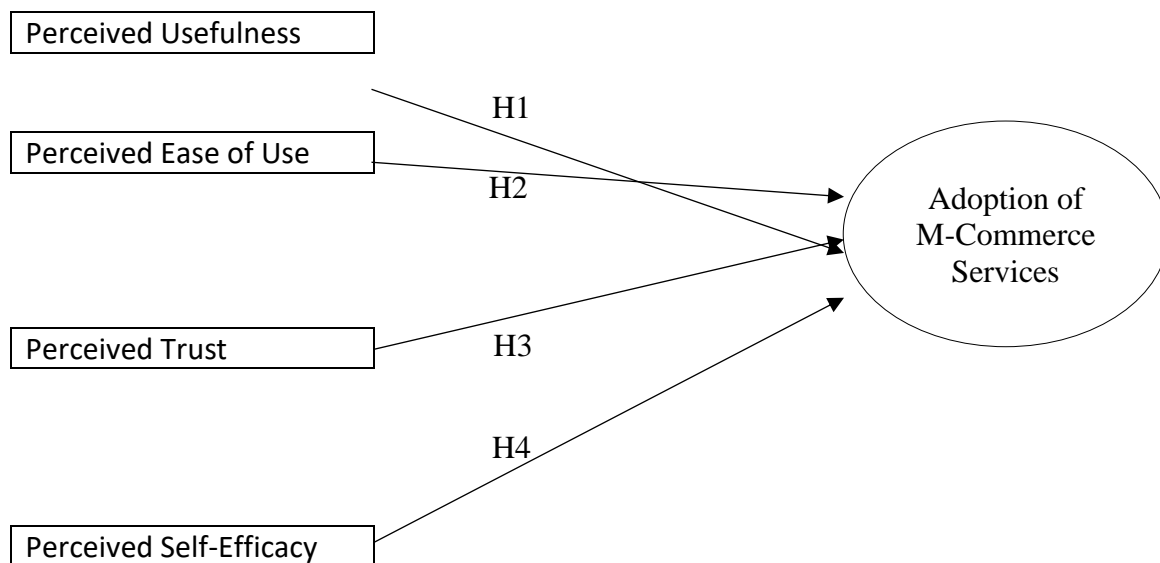 Perceived Usefulness
H1
Perceived Ease of Use
H2
Adoption of
M-Commerce
Services
Perceived Trust
H3
H4
Perceived Self-Efficacy